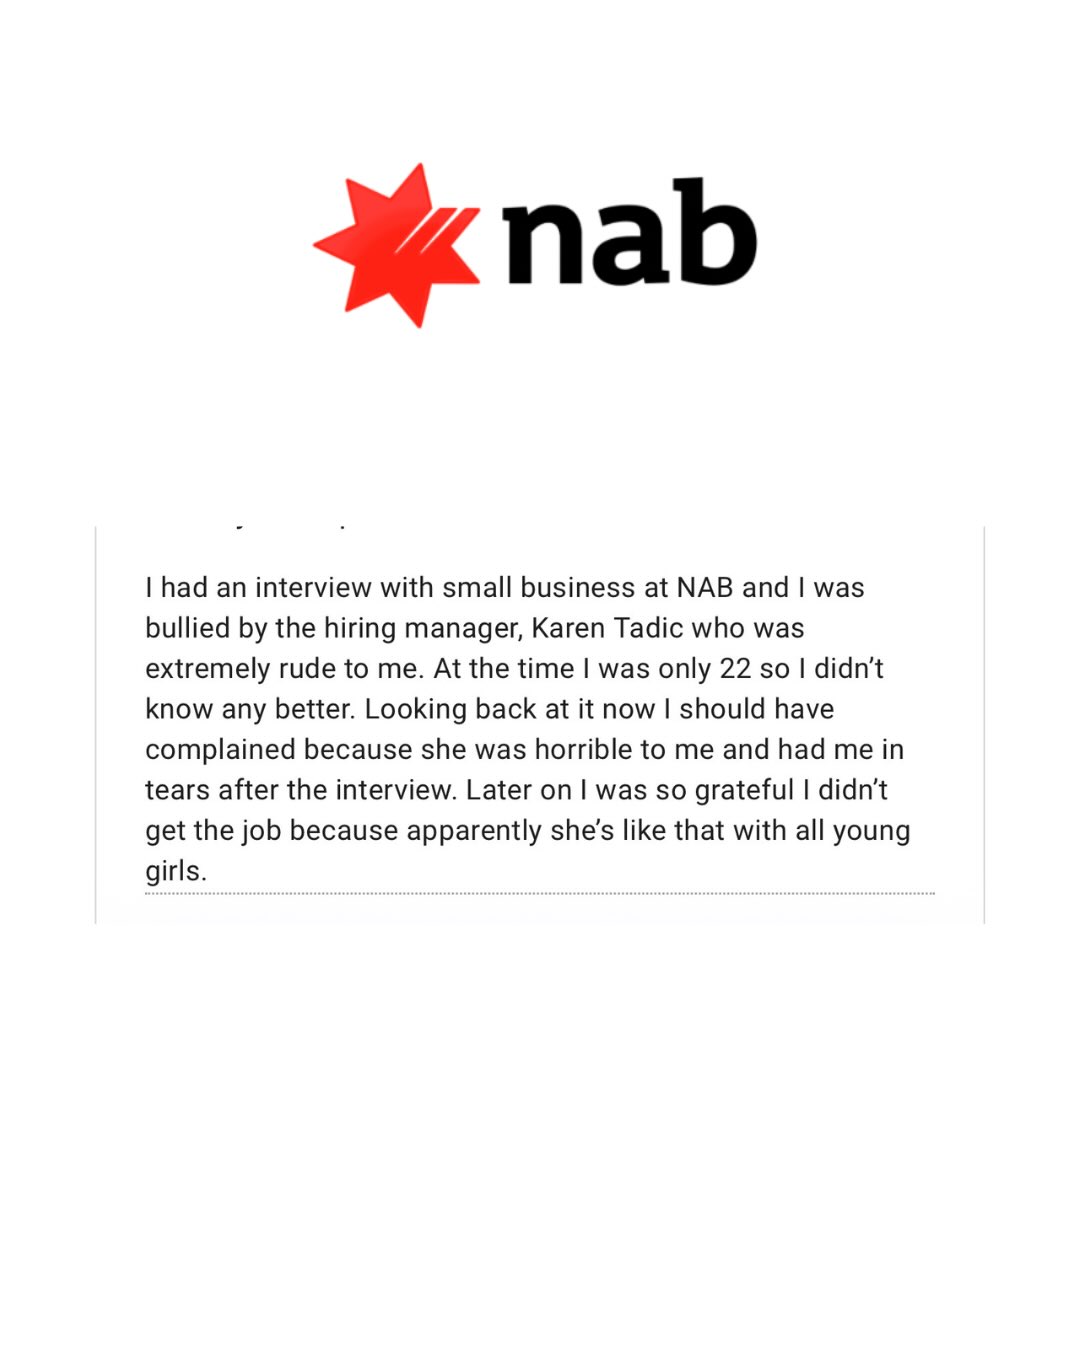 nab
I had an interview with small business at NAB and I was
bullied by the hiring manager, Karen Tadic who was
extremely rude to me. At the time I was only 22 so I didn’t
know any better. Looking back at it now I should have
complained because she was horrible to me and had me in
tears after the interview. Later on I was so grateful I didn’t
get the job because apparently she’s like that with all young
girls.